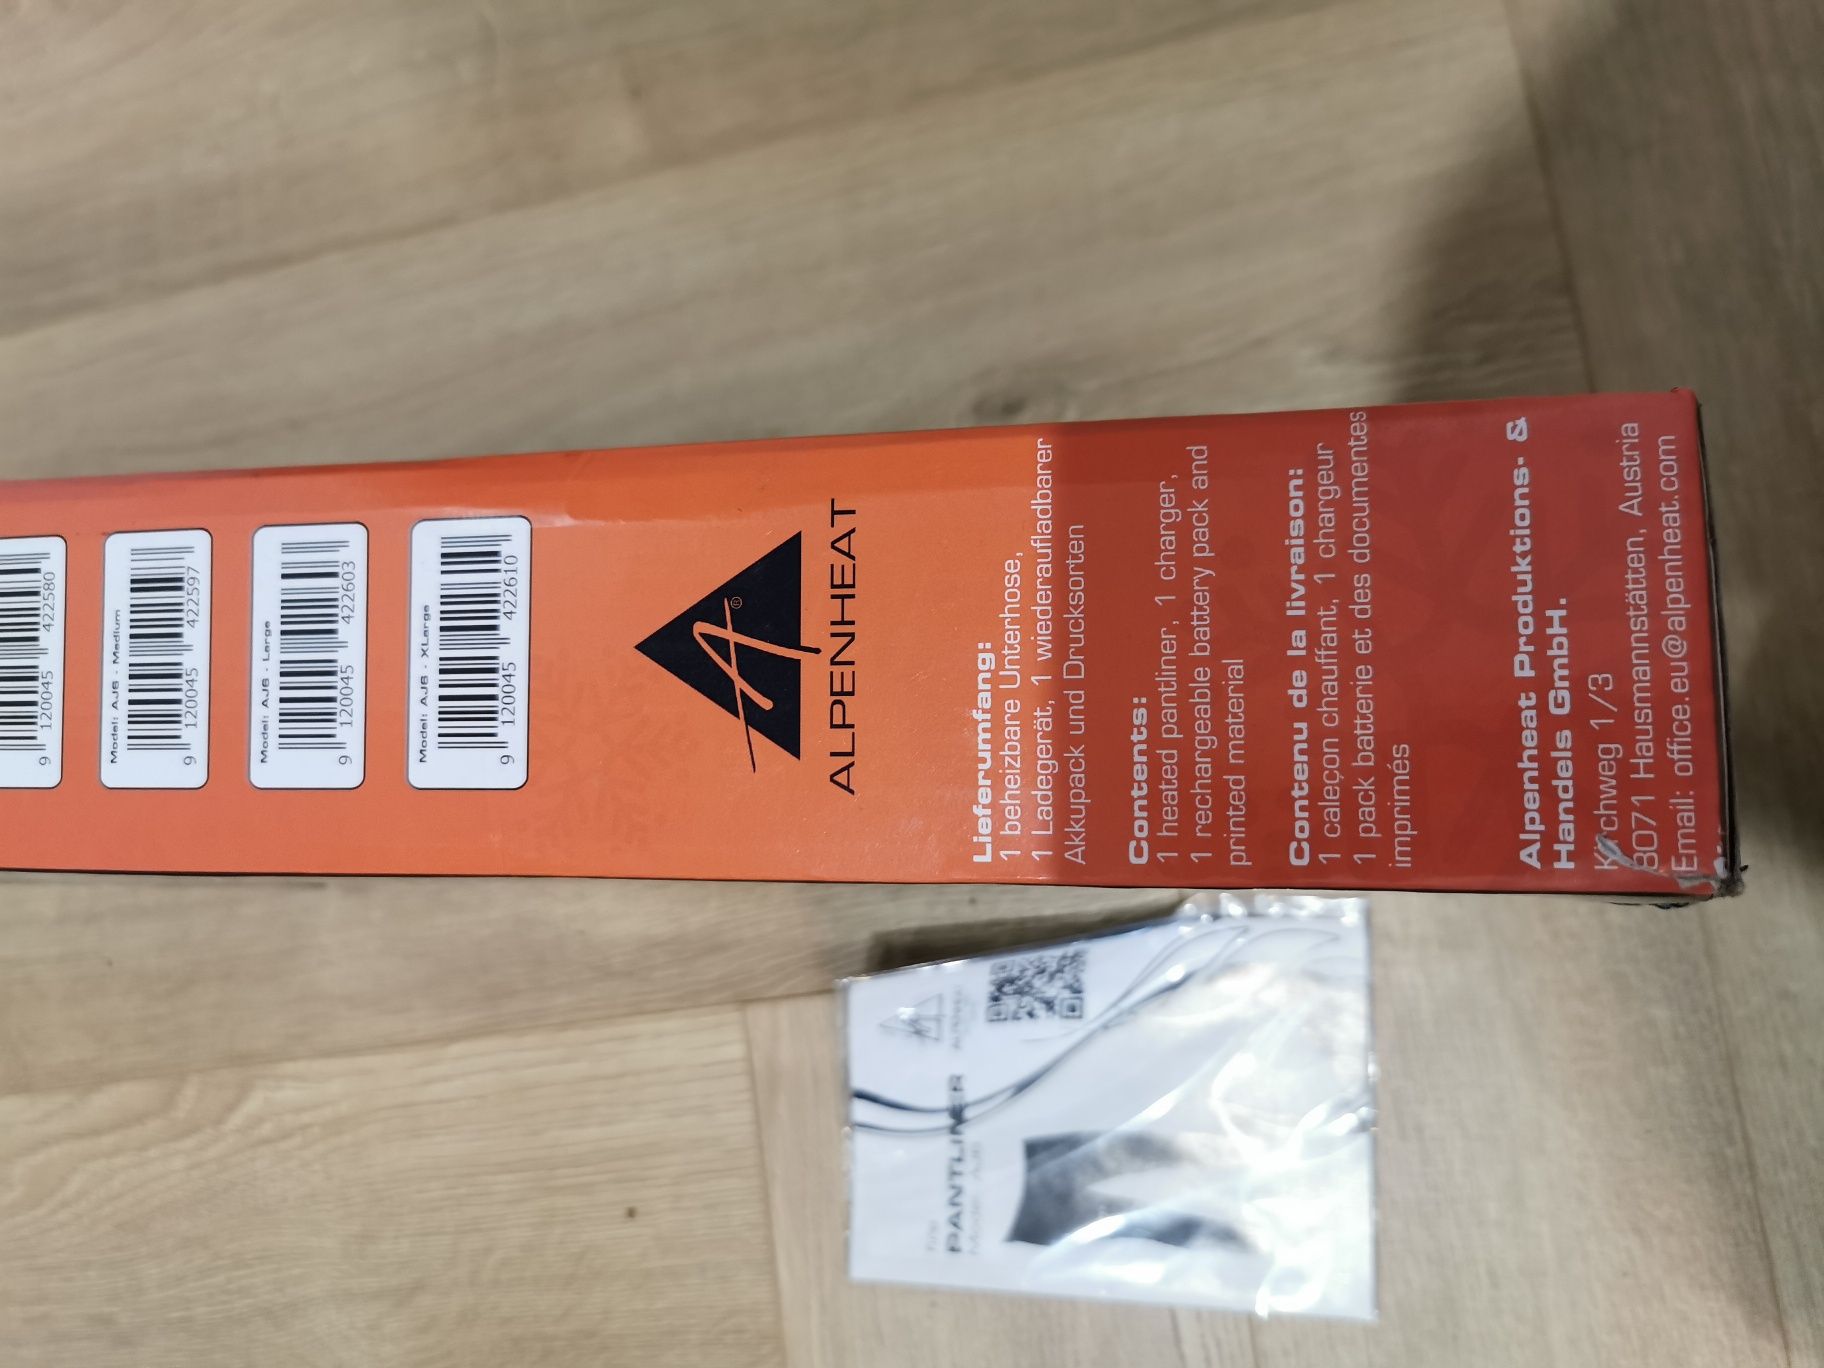 9 120045 422580
Model: AJ6 - Medium
9 120045 422597
Model: AJ6 - Large
9 120045 422603
Model: AJ6 - XLarge
9 120045 422610
®
ALPENHEAT
Lieferumfang:
1 beheizbare Unterhose,
1 Ladegerät, 1 wiederaufladbarer
Akkupack und Drucksorten
Contents:
1 heated pantliner, 1 charger,
1 rechargeable battery pack and
printed material
Contenu de la livraison:
1 caleçon chauffant, 1 chargeur
1 pack batterie et des documentes
imprimés
Alpenheat Produktions- &
Handels GmbH.
Kirchweg 1/3
8071 Hausmannstätten, Austria
Email: office.eu@alpenheat.com
PANTLINER
Model: AJ6
ALPENHEAT